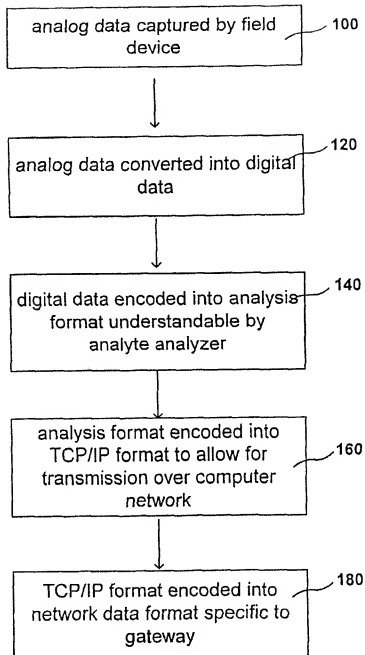 analog data captured by field
device
100
analog data converted into digital
data
120
digital data encoded into analysis
format understandable by
analyte analyzer
140
analysis format encoded into
TCP/IP format to allow for
transmission over computer
network
160
TCP/IP format encoded into
network data format specific to
gateway
180